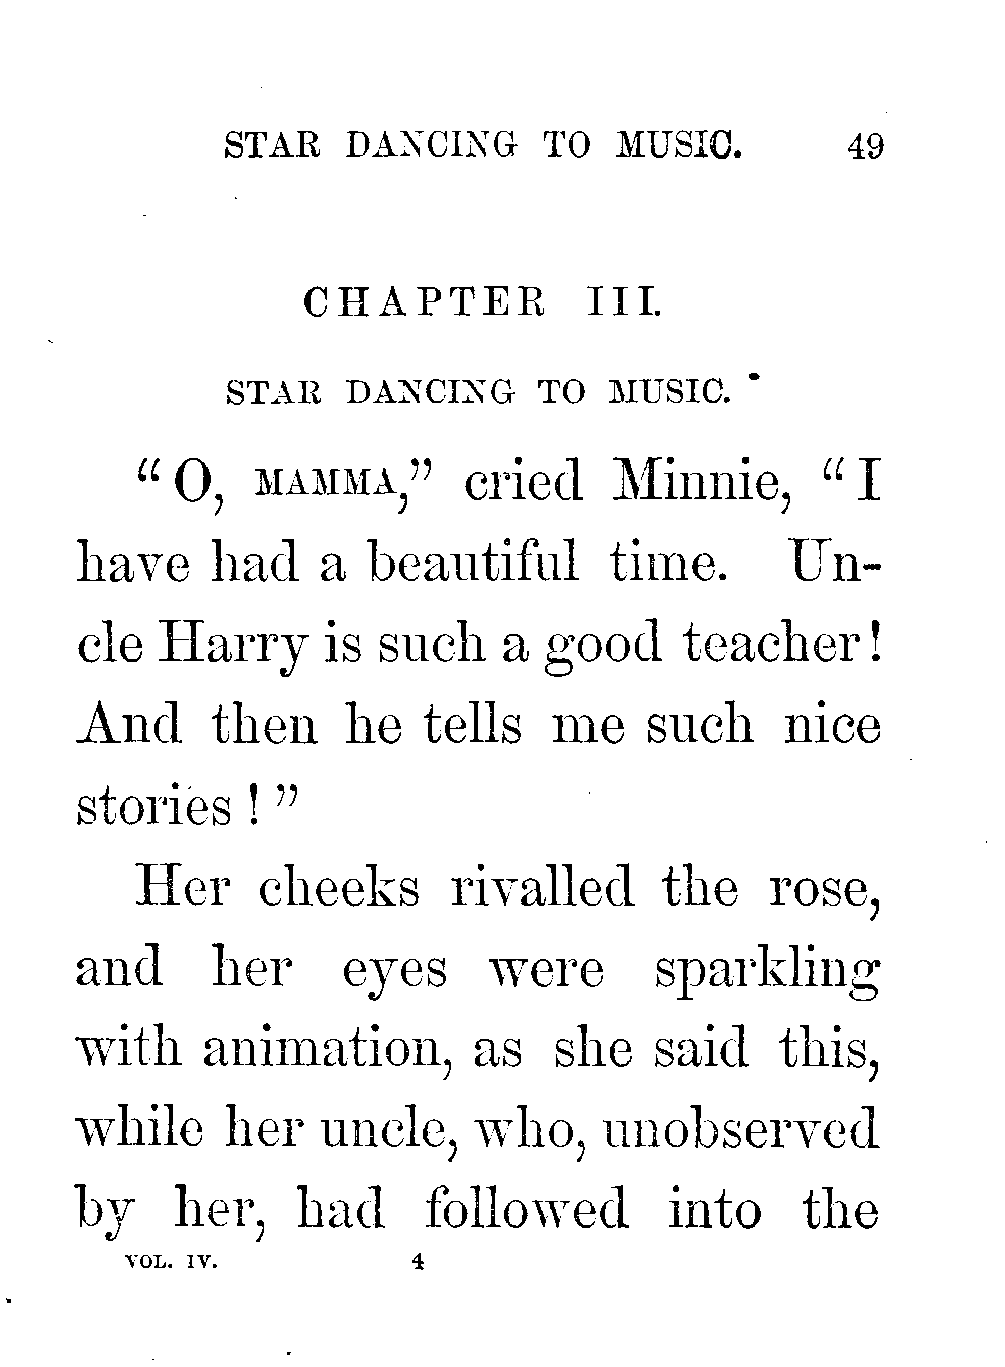 STAR DANCING TO MUSIC. 49
CHAPTER III.
STAR DANCING TO MUSIC.
“O, MAMMA,” cried Minnie, “I
have had a beautiful time. Un-
cle Harry is such a good teacher!
And then he tells me such nice
stories!”
Her cheeks rivalled the rose,
and her eyes were sparkling
with animation, as she said this,
while her uncle, who, unobserved
by her, had followed into the
VOL. IV. 4